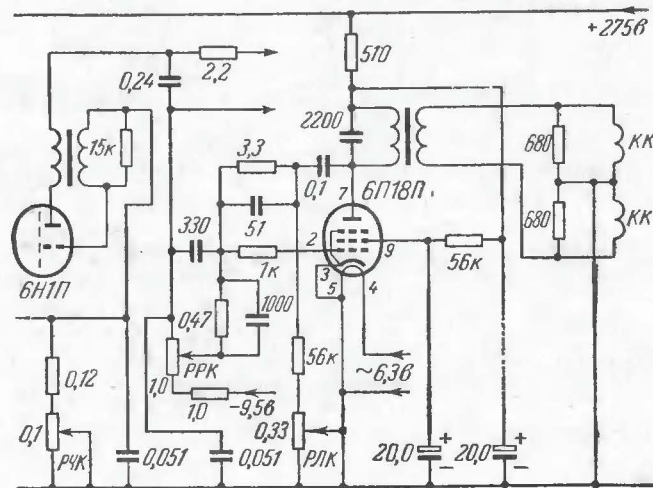 +275в
510
2,2
0,24
2200
15к
3,3
0,1
680
КК
7
6П18П
330
51
680
КК
2
9
6Н1П
1к
3
5
4
56к
1000
0,47
0,12
1,0
РРК
56к
~6,3в
1,0
-9,5в
0,1
РЧК
0,33
РЛК
20,0
+
−
20,0
+
−
0,051
0,051